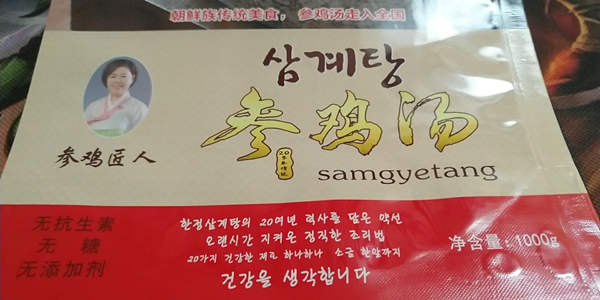 朝鲜族传统美食，参鸡汤走入全国
삼계탕
参鸡汤
samgyetang
参鸡匠人
无抗生素
无糖
无添加剂
한정삼계탕의 20여년 력사를 담은 약선
오랜시간 지켜온 정직한 조리법
20가지 건강한 재료 하나하나 소금 한알까지
건강을 생각합니다
净含量：1000g